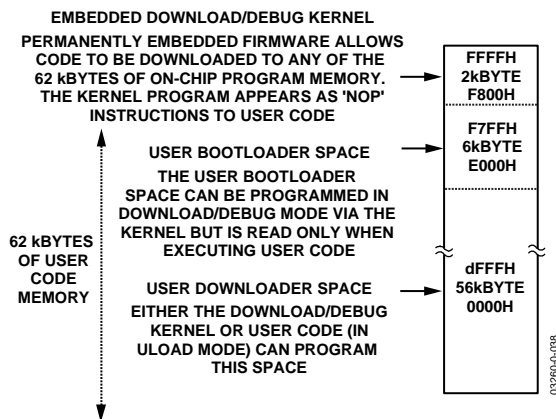 EMBEDDED DOWNLOAD/DEBUG KERNEL
PERMANENTLY EMBEDDED FIRMWARE ALLOWS
CODE TO BE DOWNLOADED TO ANY OF THE
62 kBYTES OF ON-CHIP PROGRAM MEMORY.
THE KERNEL PROGRAM APPEARS AS 'NOP'
INSTRUCTIONS TO USER CODE
FFFFH
2kBYTE
F800H
USER BOOTLOADER SPACE
THE USER BOOTLOADER
SPACE CAN BE PROGRAMMED IN
DOWNLOAD/DEBUG MODE VIA THE
KERNEL BUT IS READ ONLY WHEN
EXECUTING USER CODE
F7FFH
6kBYTE
E000H
62 kBYTES
OF USER
CODE
MEMORY
USER DOWNLOADER SPACE
EITHER THE DOWNLOAD/DEBUG
KERNEL OR USER CODE (IN
ULOAD MODE) CAN PROGRAM
THIS SPACE
dFFFH
56kBYTE
0000H
03260-0-038